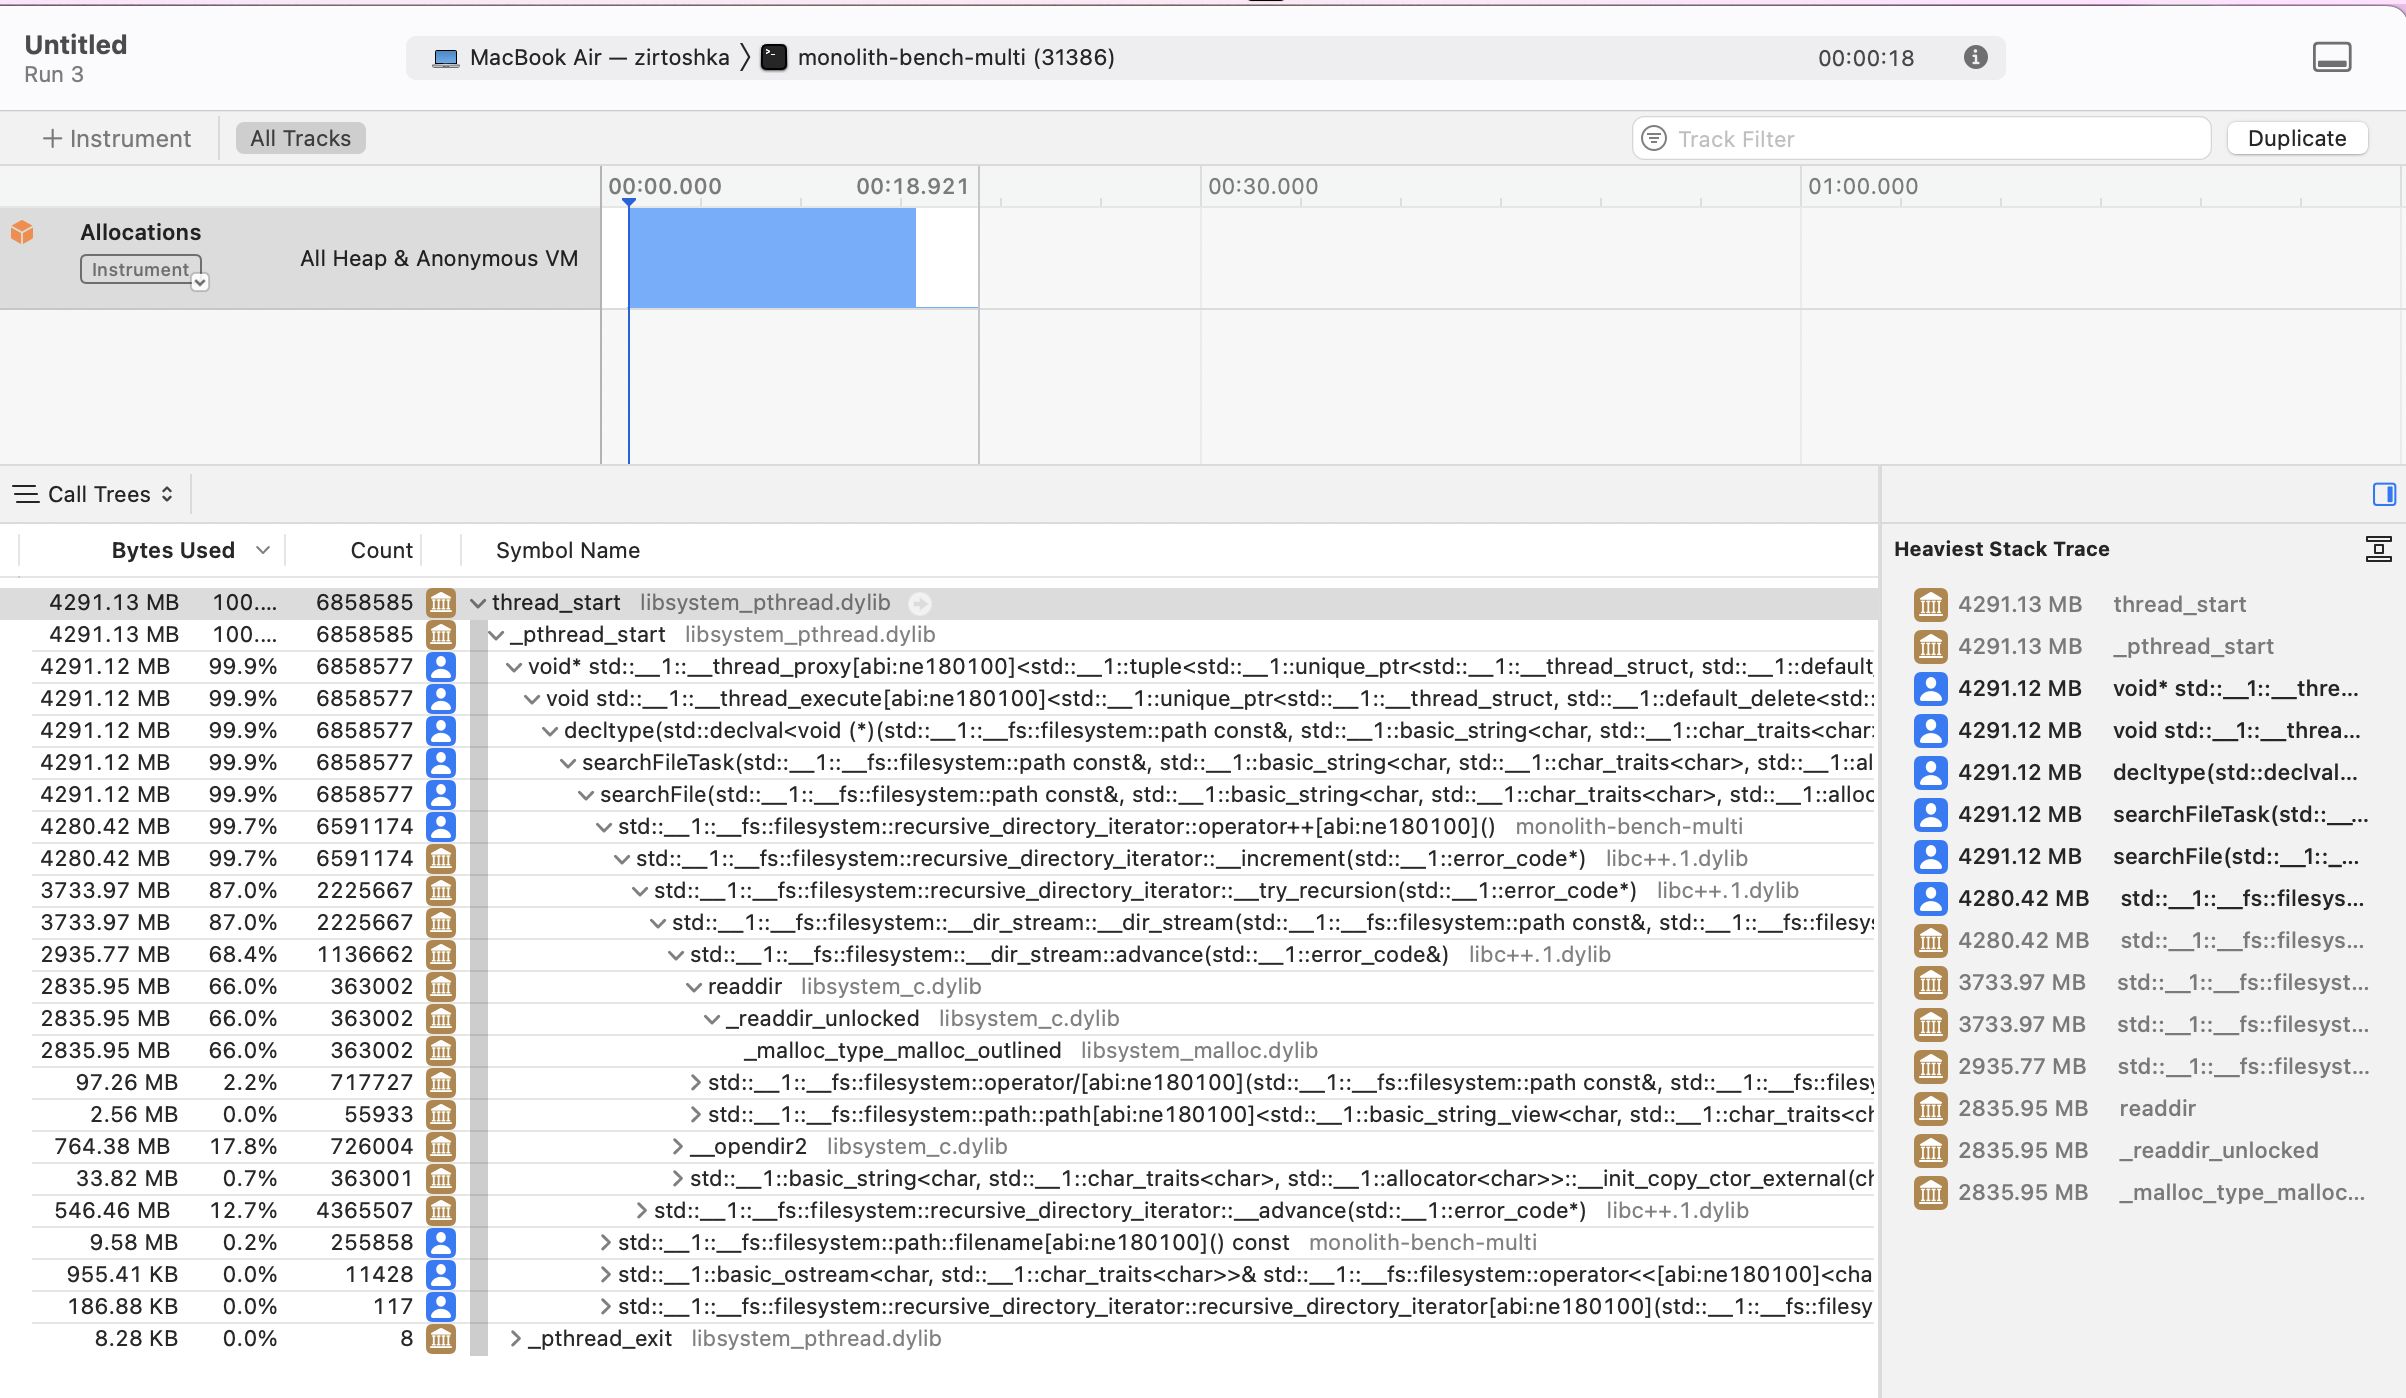 Untitled
Run 3
MacBook Air — zirtoshka 〉 monolith-bench-multi (31386)
00:00:18
+ Instrument
All Tracks
Track Filter
Duplicate
00:00.000 00:18.921 00:30.000 01:00.000
Allocations
Instrument
All Heap & Anonymous VM
Call Trees
Bytes Used Count Symbol Name
4291.13 MB 100.... 6858585 thread_start libsystem_pthread.dylib
4291.13 MB 100.... 6858585 _pthread_start libsystem_pthread.dylib
4291.12 MB 99.9% 6858577 void* std::__1::__thread_proxy[abi:ne180100]<std::__1::tuple<std::__1::unique_ptr<std::__1::__thread_struct, std::__1::default
4291.12 MB 99.9% 6858577 void std::__1::__thread_execute[abi:ne180100]<std::__1::unique_ptr<std::__1::__thread_struct, std::__1::default_delete<std::
4291.12 MB 99.9% 6858577 decltype(std::declval<void (*)(std::__1::__fs::filesystem::path const&, std::__1::basic_string<char, std::__1::char_traits<char>
4291.12 MB 99.9% 6858577 searchFileTask(std::__1::__fs::filesystem::path const&, std::__1::basic_string<char, std::__1::char_traits<char>, std::__1::al
4291.12 MB 99.9% 6858577 searchFile(std::__1::__fs::filesystem::path const&, std::__1::basic_string<char, std::__1::char_traits<char>, std::__1::alloc
4280.42 MB 99.7% 6591174 std::__1::__fs::filesystem::recursive_directory_iterator::operator++[abi:ne180100]() monolith-bench-multi
4280.42 MB 99.7% 6591174 std::__1::__fs::filesystem::recursive_directory_iterator::__increment(std::__1::error_code*) libc++.1.dylib
3733.97 MB 87.0% 2225667 std::__1::__fs::filesystem::recursive_directory_iterator::__try_recursion(std::__1::error_code*) libc++.1.dylib
3733.97 MB 87.0% 2225667 std::__1::__fs::filesystem::__dir_stream::__dir_stream(std::__1::__fs::filesystem::path const&, std::__1::__fs::filesys
2935.77 MB 68.4% 1136662 std::__1::__fs::filesystem::__dir_stream::advance(std::__1::error_code&) libc++.1.dylib
2835.95 MB 66.0% 363002 readdir libsystem_c.dylib
2835.95 MB 66.0% 363002 _readdir_unlocked libsystem_c.dylib
2835.95 MB 66.0% 363002 _malloc_type_malloc_outlined libsystem_malloc.dylib
97.26 MB 2.2% 717727 std::__1::__fs::filesystem::operator/[abi:ne180100](std::__1::__fs::filesystem::path const&, std::__1::__fs::filesy
2.56 MB 0.0% 55933 std::__1::__fs::filesystem::path::path[abi:ne180100]<std::__1::basic_string_view<char, std::__1::char_traits<ch
764.38 MB 17.8% 726004 __opendir2 libsystem_c.dylib
33.82 MB 0.7% 363001 std::__1::basic_string<char, std::__1::char_traits<char>, std::__1::allocator<char>>::__init_copy_ctor_external(ch
546.46 MB 12.7% 4365507 std::__1::__fs::filesystem::recursive_directory_iterator::__advance(std::__1::error_code*) libc++.1.dylib
9.58 MB 0.2% 255858 std::__1::__fs::filesystem::path::filename[abi:ne180100]() const monolith-bench-multi
955.41 KB 0.0% 11428 std::__1::basic_ostream<char, std::__1::char_traits<char>>& std::__1::__fs::filesystem::operator<<[abi:ne180100]<cha
186.88 KB 0.0% 117 std::__1::__fs::filesystem::recursive_directory_iterator::recursive_directory_iterator[abi:ne180100](std::__1::__fs::filesy
8.28 KB 0.0% 8 _pthread_exit libsystem_pthread.dylib
Heaviest Stack Trace
4291.13 MB thread_start
4291.13 MB _pthread_start
4291.12 MB void* std::__1::__thre...
4291.12 MB void std::__1::__threa...
4291.12 MB decltype(std::declval...
4291.12 MB searchFileTask(std::__...
4291.12 MB searchFile(std::__1::_...
4280.42 MB std::__1::__fs::filesys...
4280.42 MB std::__1::__fs::filesys...
3733.97 MB std::__1::__fs::filesyst...
3733.97 MB std::__1::__fs::filesyst...
2935.77 MB std::__1::__fs::filesyst...
2835.95 MB readdir
2835.95 MB _readdir_unlocked
2835.95 MB _malloc_type_malloc...